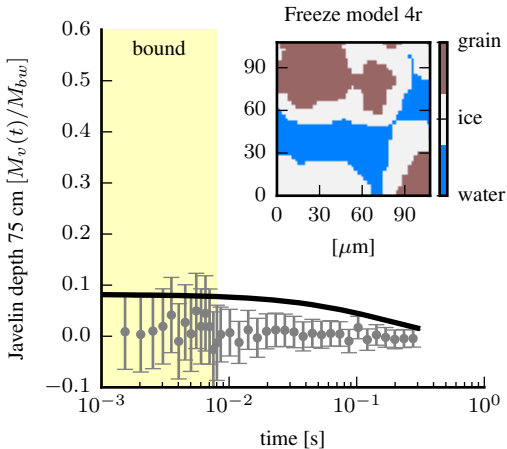 Freeze model 4r
0.6
bound
grain
0.5
90
0.4
60
ice
0.3
30
0
water
0 30 60 90
0.2
[μm]
0.1
0.0
−0.1
10⁻³ 10⁻² 10⁻¹ 10⁰
time [s]
Javelin depth 75 cm [M_v(t)/M_bw]